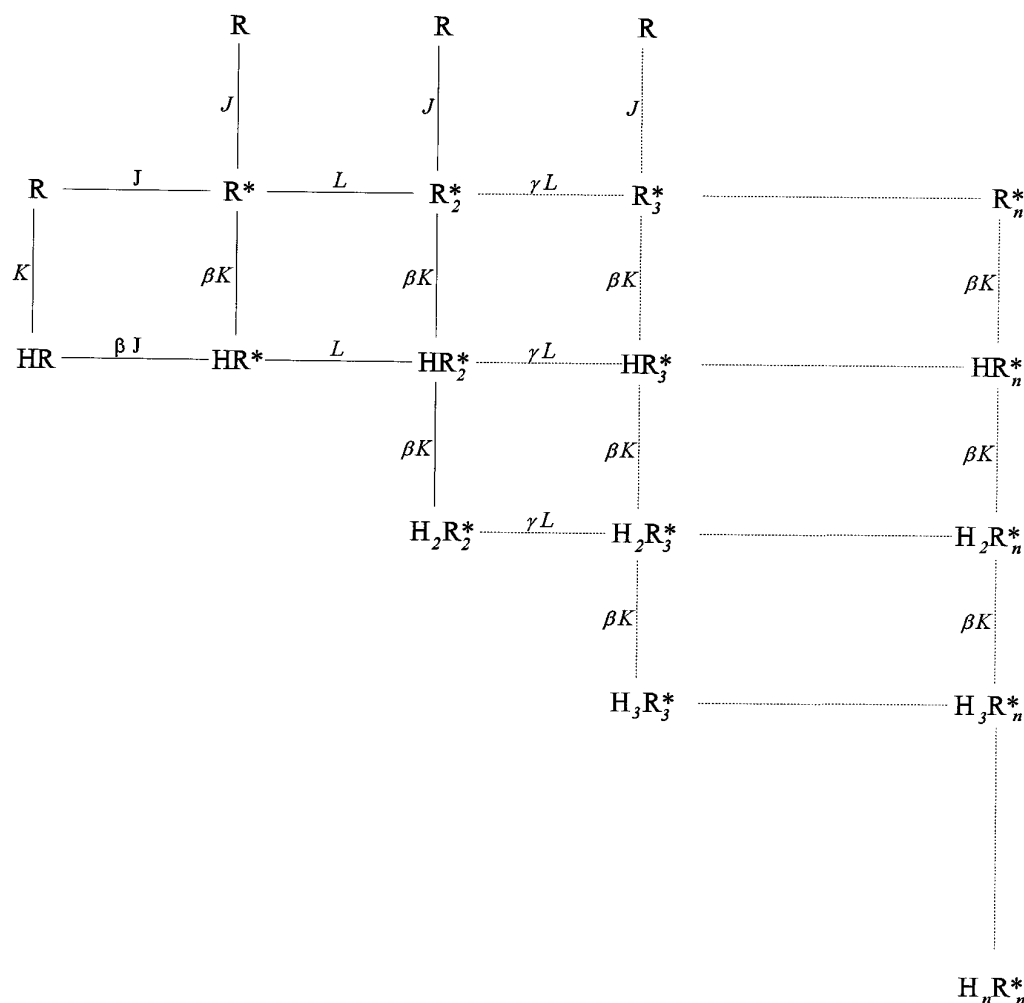 R R R
J J J
R J R* L R*2 γL R*3 R*n
K βK βK βK βK
HR βJ HR* L HR*2 γL HR*3 HR*n
βK βK βK
H2R*2 γL H2R*3 H2R*n
βK βK
H3R*3 H3R*n
HnR*n